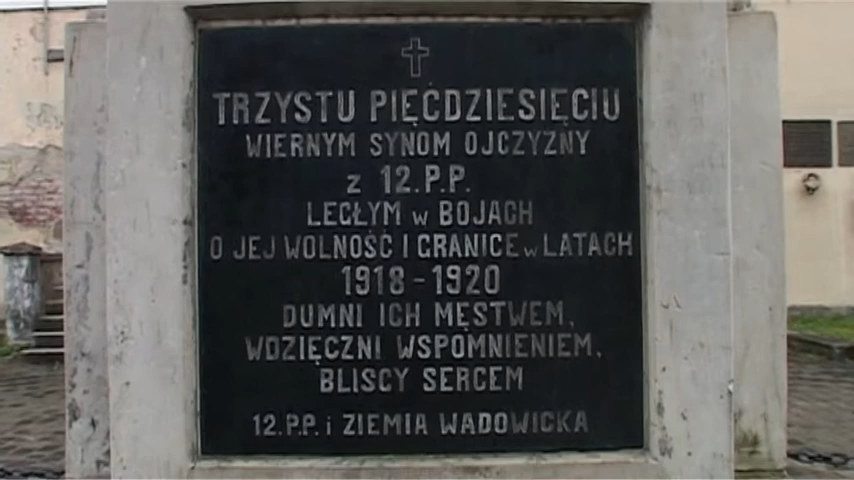 TRZYSTU PIĘĆDZIESIĘCIU
WIERNYM SYNOM OJCZYZNY
z 12.P.P.
LEGŁYM w BOJACH
O JEJ WOLNOŚĆ I GRANICE w LATACH
1918 - 1920
DUMNI ICH MĘSTWEM,
WDZIĘCZNI WSPOMNIENIEM,
BLISCY SERCEM
12.P.P. i ZIEMIA WADOWICKA